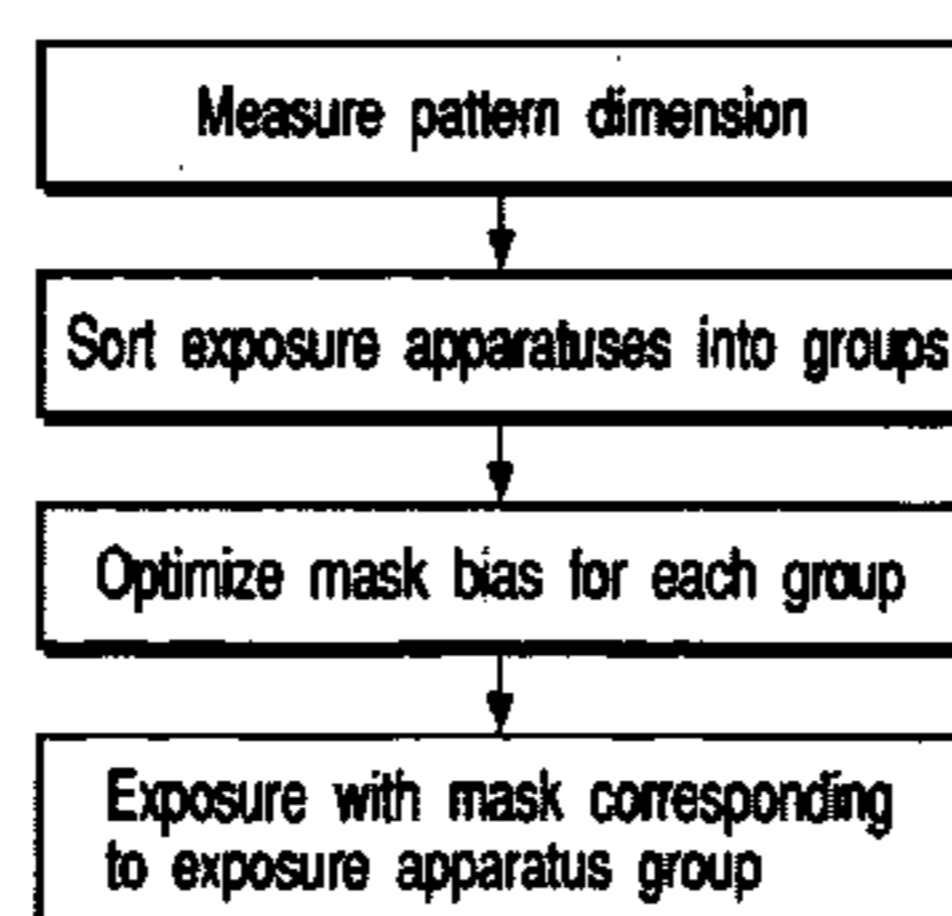 Measure pattern dimension
Sort exposure apparatuses into groups
Optimize mask bias for each group
Exposure with mask corresponding
to exposure apparatus group